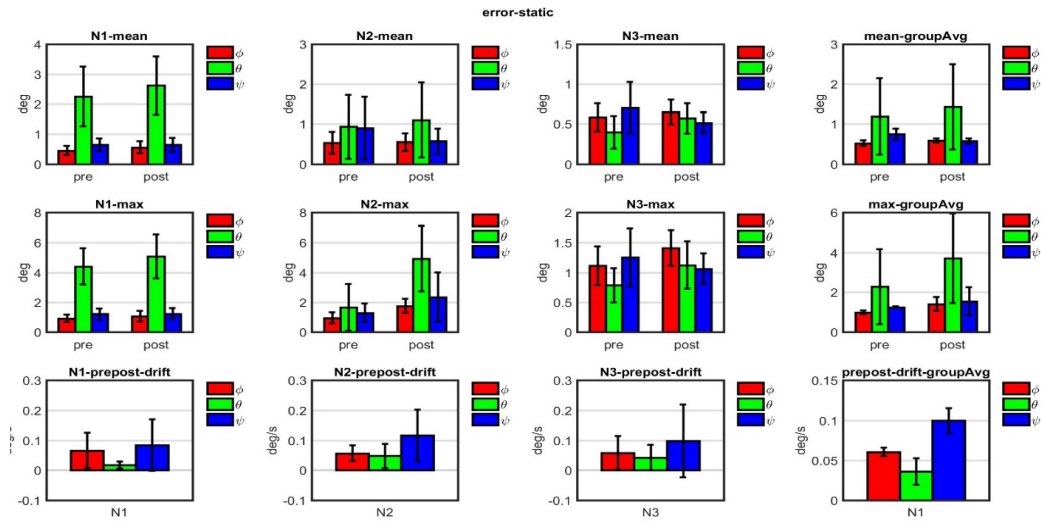 error-static
N1-mean
deg
4
3
2
1
0
pre
post
ϕ
θ
ψ
N2-mean
deg
3
2
1
0
pre
post
ϕ
θ
ψ
N3-mean
deg
1.5
1
0.5
0
pre
post
ϕ
θ
ψ
mean-groupAvg
deg
3
2
1
0
pre
post
ϕ
θ
ψ
N1-max
deg
8
6
4
2
0
pre
post
ϕ
θ
ψ
N2-max
deg
8
6
4
2
0
pre
post
ϕ
θ
ψ
N3-max
deg
2
1.5
1
0.5
0
pre
post
ϕ
θ
ψ
max-groupAvg
deg
6
4
2
0
pre
post
ϕ
θ
ψ
N1-prepost-drift
0.3
0.2
0.1
0
-0.1
N1
ϕ
θ
ψ
N2-prepost-drift
deg/s
0.3
0.2
0.1
0
-0.1
N2
ϕ
θ
ψ
N3-prepost-drift
deg/s
0.3
0.2
0.1
0
-0.1
N3
ϕ
θ
ψ
prepost-drift-groupAvg
deg/s
0.15
0.1
0.05
0
N1
ϕ
θ
ψ